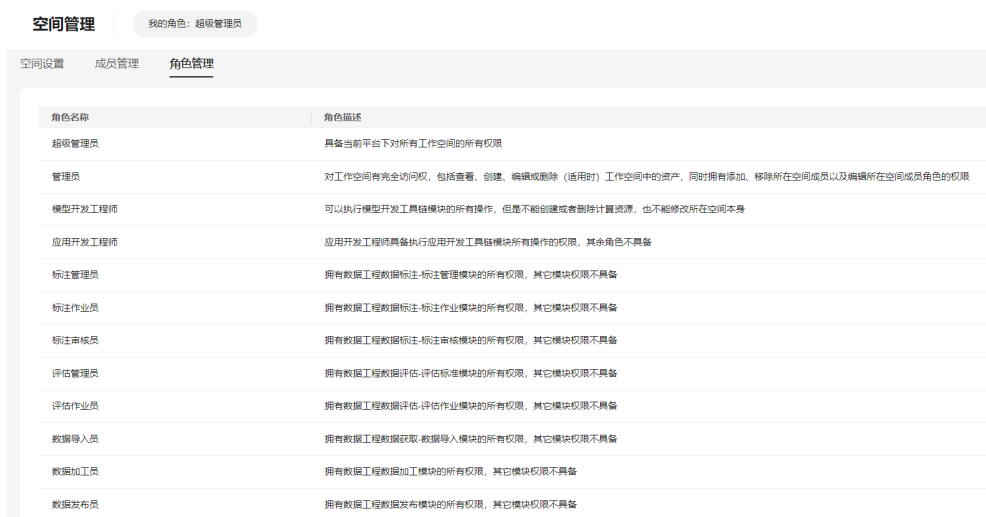 空间管理 我的角色：超级管理员
空间设置 成员管理 角色管理
角色名称 角色描述
超级管理员 具备当前平台下对所有工作空间的所有权限
管理员 对工作空间有完全访问权，包括查看、创建、编辑或删除（适用时）工作空间中的资产，同时拥有添加、移除所在空间成员以及编辑所在空间成员角色的权限
模型开发工程师 可以执行模型开发工具链模块的所有操作，但是不能创建或者删除计算资源，也不能修改所在空间本身
应用开发工程师 应用开发工程师具备执行应用开发工具链模块所有操作的权限，其余角色不具备
标注管理员 拥有数据工程数据标注-标注管理模块的所有权限，其它模块权限不具备
标注作业员 拥有数据工程数据标注-标注作业模块的所有权限，其它模块权限不具备
标注审核员 拥有数据工程数据标注-标注审核模块的所有权限，其它模块权限不具备
评估管理员 拥有数据工程数据评估-评估标准模块的所有权限，其它模块权限不具备
评估作业员 拥有数据工程数据评估-评估作业模块的所有权限，其它模块权限不具备
数据导入员 拥有数据工程数据获取-数据导入模块的所有权限，其它模块权限不具备
数据加工员 拥有数据工程数据加工模块的所有权限，其它模块权限不具备
数据发布员 拥有数据工程数据发布模块的所有权限，其它模块权限不具备